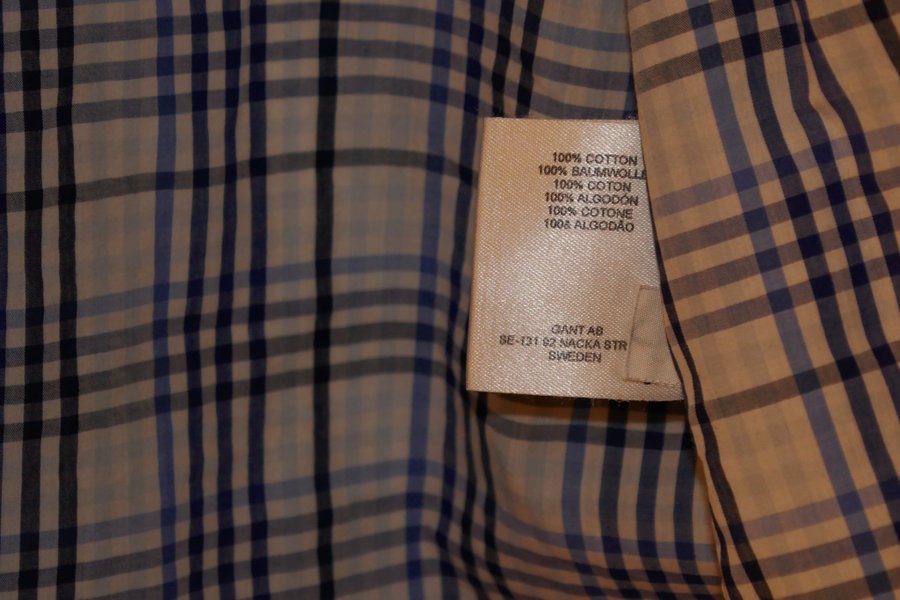 100% COTTON
100% BAUMWOLLE
100% COTON
100% ALGODÓN
100% COTONE
100% ALGODÃO
GANT AB
SE-131 92 NACKA STR
SWEDEN